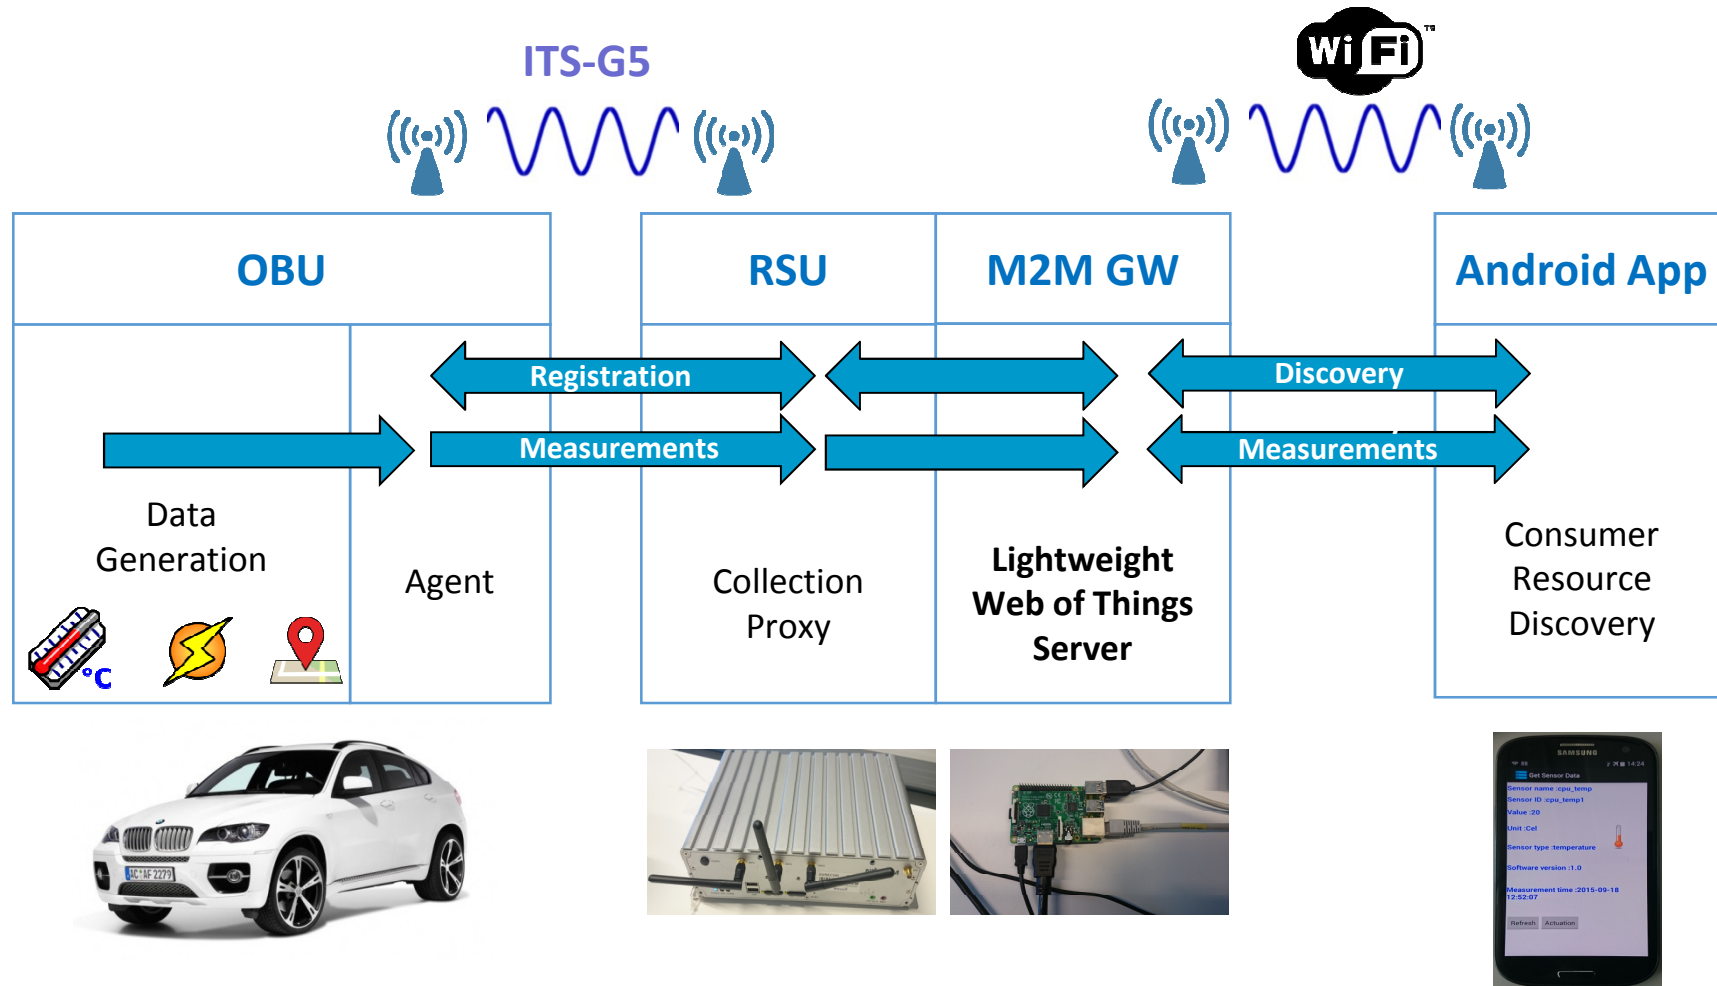 ITS-G5
WiFi™
OBU
RSU
M2M GW
Android App
Registration
Discovery
Measurements
Measurements
Data
Generation
Agent
Collection
Proxy
Lightweight
Web of Things
Server
Consumer
Resource
Discovery
°C
AC AF 2279
SAMSUNG
14:24
Get Sensor Data
Sensor name :cpu_temp
Sensor ID :cpu_temp1
Value :20
Unit :Cel
Sensor type :temperature
Software version :1.0
Measurement time :2015-09-18
12:52:07
Refresh Actuation